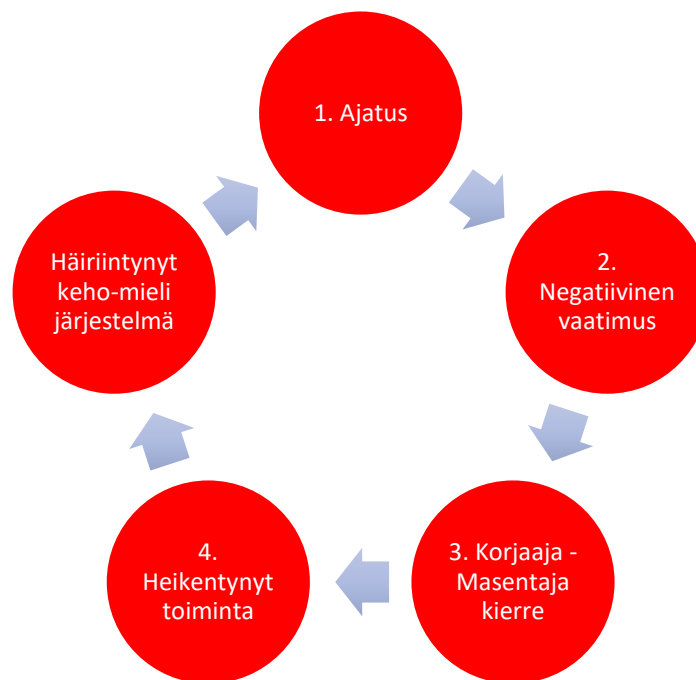 1. Ajatus
2.
Negatiivinen
vaatimus
3. Korjaaja -
Masentaja
kierre
4.
Heikentynyt
toiminta
Häiriintynyt
keho-mieli
järjestelmä